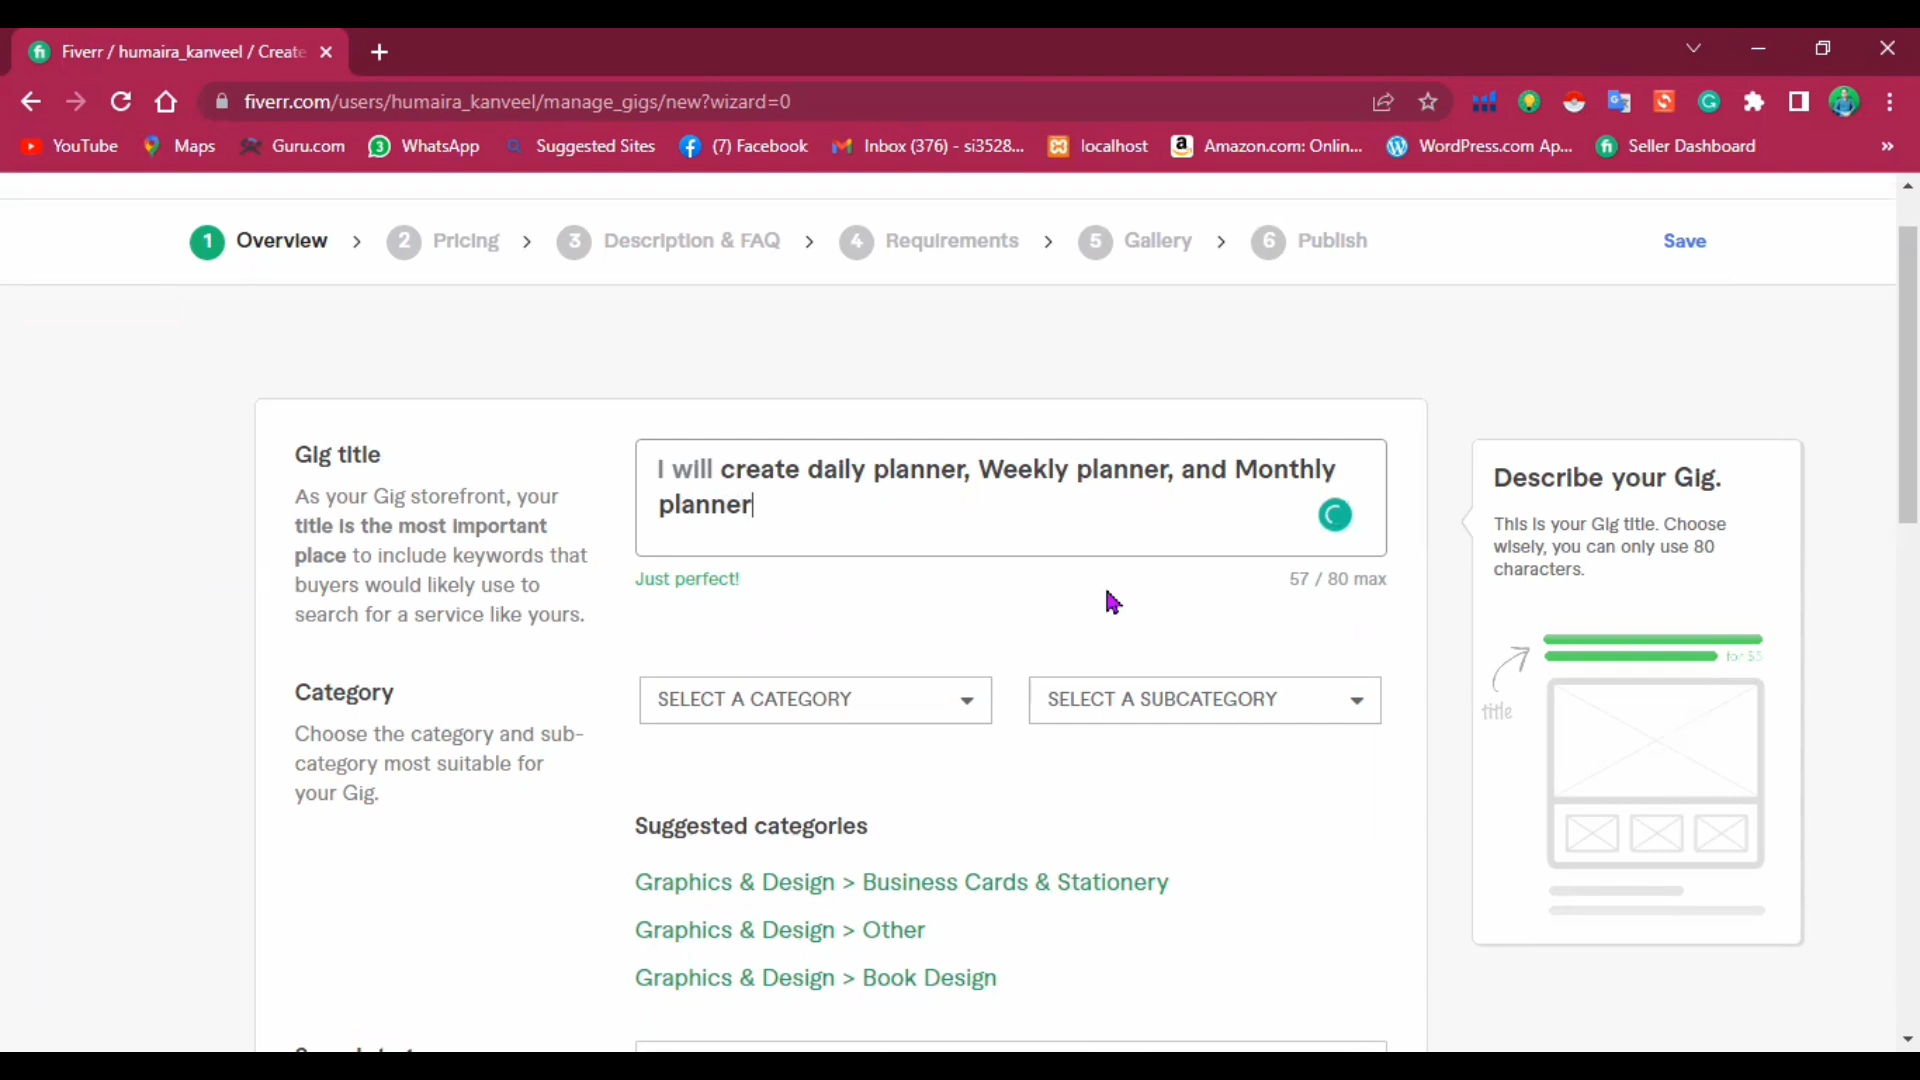 Fiverr / humaira_kanveel / Create
fiverr.com/users/humaira_kanveel/manage_gigs/new?wizard=0
YouTube Maps Guru.com WhatsApp Suggested Sites (7) Facebook Inbox (376) - si3528... localhost Amazon.com: Onlin... WordPress.com Ap... Seller Dashboard »
1 Overview > 2 Pricing > 3 Description & FAQ > 4 Requirements > 5 Gallery > 6 Publish Save
Gig title
As your Gig storefront, your
title is the most important
place to include keywords that
buyers would likely use to
search for a service like yours.
I will create daily planner, Weekly planner, and Monthly
planner
Just perfect! 57 / 80 max
Describe your Gig.
This is your Gig title. Choose
wisely, you can only use 80
characters.
for $5
title
Category
Choose the category and sub-
category most suitable for
your Gig.
SELECT A CATEGORY SELECT A SUBCATEGORY
Suggested categories
Graphics & Design > Business Cards & Stationery
Graphics & Design > Other
Graphics & Design > Book Design